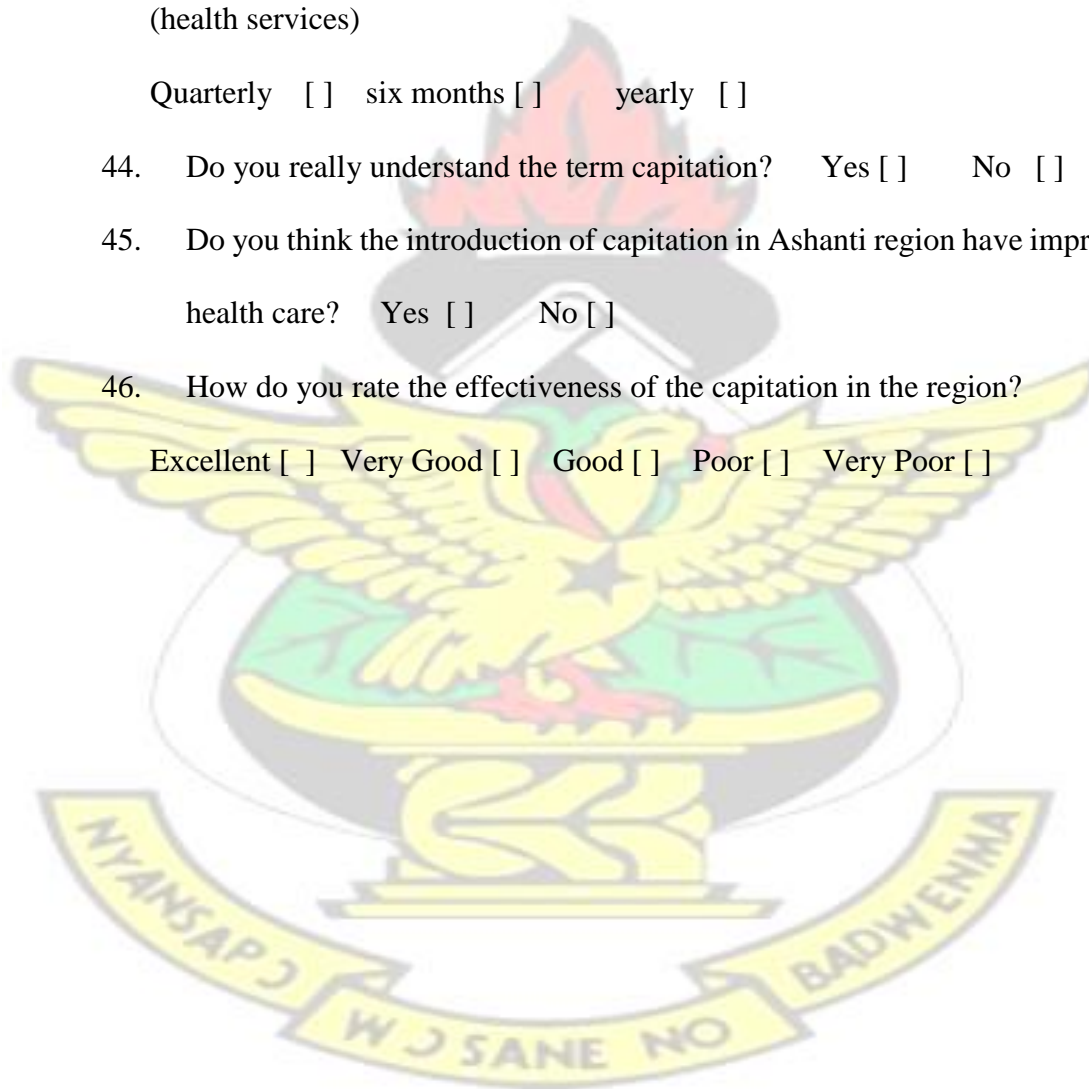 (health services)
Quarterly [ ] six months [ ] yearly [ ]
44. Do you really understand the term capitation? Yes [ ] No [ ]
45. Do you think the introduction of capitation in Ashanti region have impr
health care? Yes [ ] No [ ]
46. How do you rate the effectiveness of the capitation in the region?
Excellent [ ] Very Good [ ] Good [ ] Poor [ ] Very Poor [ ]
NYANSAPƆ
WƆ SANE NO
BADWENMA